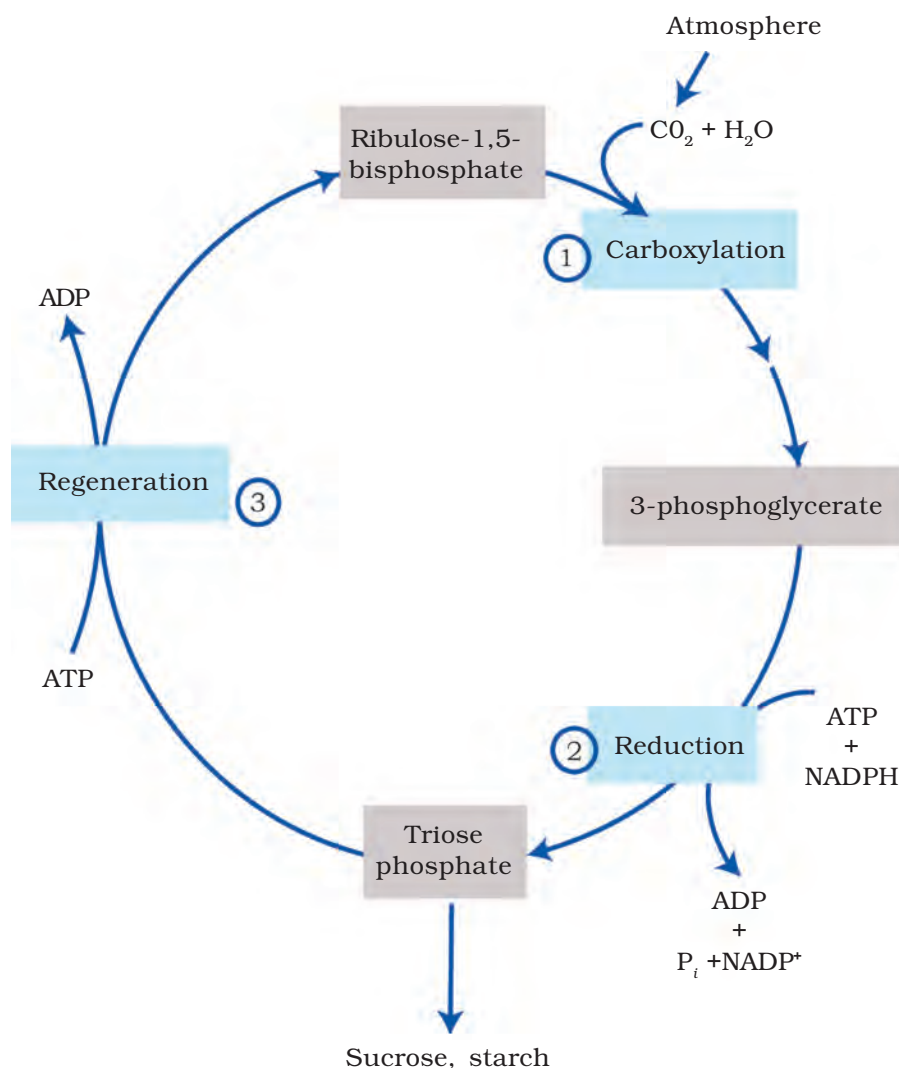 Atmosphere
C0₂ + H₂O
Ribulose-1,5-
bisphosphate
1
Carboxylation
ADP
Regeneration
3
3-phosphoglycerate
ATP
2
Reduction
ATP
+
NADPH
Triose
phosphate
ADP
+
Pᵢ +NADP⁺
Sucrose, starch